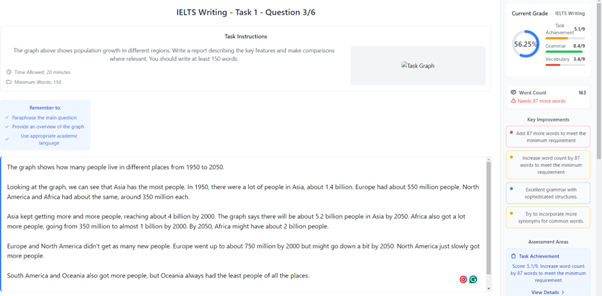 IELTS Writing - Task 1 - Question 3/6
Task Instructions
The graph above shows population growth in different regions. Write a report describing the key features and make comparisons
where relevant. You should write at least 150 words.
Time Allowed: 20 minutes
Minimum Words: 150
Task Graph
Remember to:
Paraphrase the main question
Provide an overview of the graph
Use appropriate academic
language
The graph shows how many people live in different places from 1950 to 2050.
Looking at the graph, we can see that Asia has the most people. In 1950, there were a lot of people in Asia, about 1.4 billion. Europe had about 550 million people. North
America and Africa had about the same, around 350 million each.
Asia kept getting more and more people, reaching about 4 billion by 2000. The graph says there will be about 5.2 billion people in Asia by 2050. Africa also got a lot
more people, going from 350 million to almost 1 billion by 2000. By 2050, Africa might have about 2 billion people.
Europe and North America didn't get as many new people. Europe went up to about 750 million by 2000 but might go down a bit by 2050. North America just slowly got
more people.
South America and Oceania also got more people, but Oceania always had the least people of all the places.
Current Grade
IELTS Writing
56.25%
Task
Achievement
5.1/9
Grammar
8.4/9
Vocabulary
3.6/9
Word Count
163
Needs 87 more words
Key Improvements
Add 87 more words to meet the
minimum requirement
Increase word count by 87
words to meet the minimum
requirement
Excellent grammar with
sophisticated structures.
Try to incorporate more
synonyms for common words.
Assessment Areas
Task Achievement
Score: 5.1/9. Increase word count
by 87 words to meet the minimum
requirement
View Details >